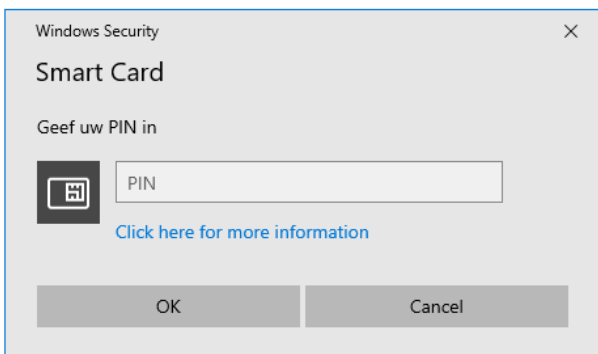 Windows Security
Smart Card
Geef uw PIN in
PIN
Click here for more information
OK
Cancel